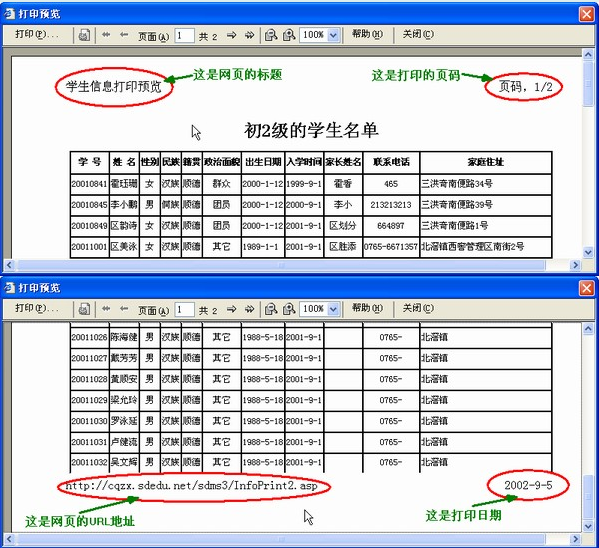 打印预览
打印(P)... 页面(A) 1 共 2 100% 帮助(H) 关闭(C)
这是网页的标题 这是打印的页码
学生信息打印预览 页码，1/2
初2级的学生名单
学 号 姓 名 性别 民族 籍贯 政治面貌 出生日期 入学时间 家长姓名 联系电话 家庭住址
20010841 霍珏珊 女 汉族 顺德 群众 2000-1-12 1999-9-1 霍香 465 三洪奇南便路34号
20010845 李小鹏 男 侗族 顺德 团员 2000-1-12 2000-9-1 李小 213213213 三洪奇南便路39号
20010849 区韵诗 女 汉族 顺德 团员 2000-1-12 2001-9-1 区划分 664897 三洪奇南便路1号
20011001 区美泳 女 汉族 顺德 其它 1989-1-1 2001-9-1 区胜添 0765-6671357 北滘镇西窖管理区南街2号
打印预览
打印(P)... 页面(A) 1 共 2 100% 帮助(H) 关闭(C)
20011026 陈海健 男 汉族 顺德 其它 1988-5-18 2001-9-1 0765- 北滘镇
20011027 戴芳芳 男 汉族 顺德 其它 1988-5-18 2001-9-1 0765- 北滘镇
20011028 黄顺安 男 汉族 顺德 其它 1988-5-18 2001-9-1 0765- 北滘镇
20011029 梁允玲 男 汉族 顺德 其它 1988-5-18 2001-9-1 0765- 北滘镇
20011030 罗泳延 男 汉族 顺德 其它 1988-5-18 2001-9-1 0765- 北滘镇
20011031 卢健流 男 汉族 顺德 其它 1988-5-18 2001-9-1 0765- 北滘镇
20011032 吴文辉 男 汉族 顺德 其它 1988-5-18 2001-9-1 0765- 北滘镇
http://cqzx.sdedu.net/sdms3/InfoPrint2.asp 2002-9-5
这是网页的URL地址 这是打印日期